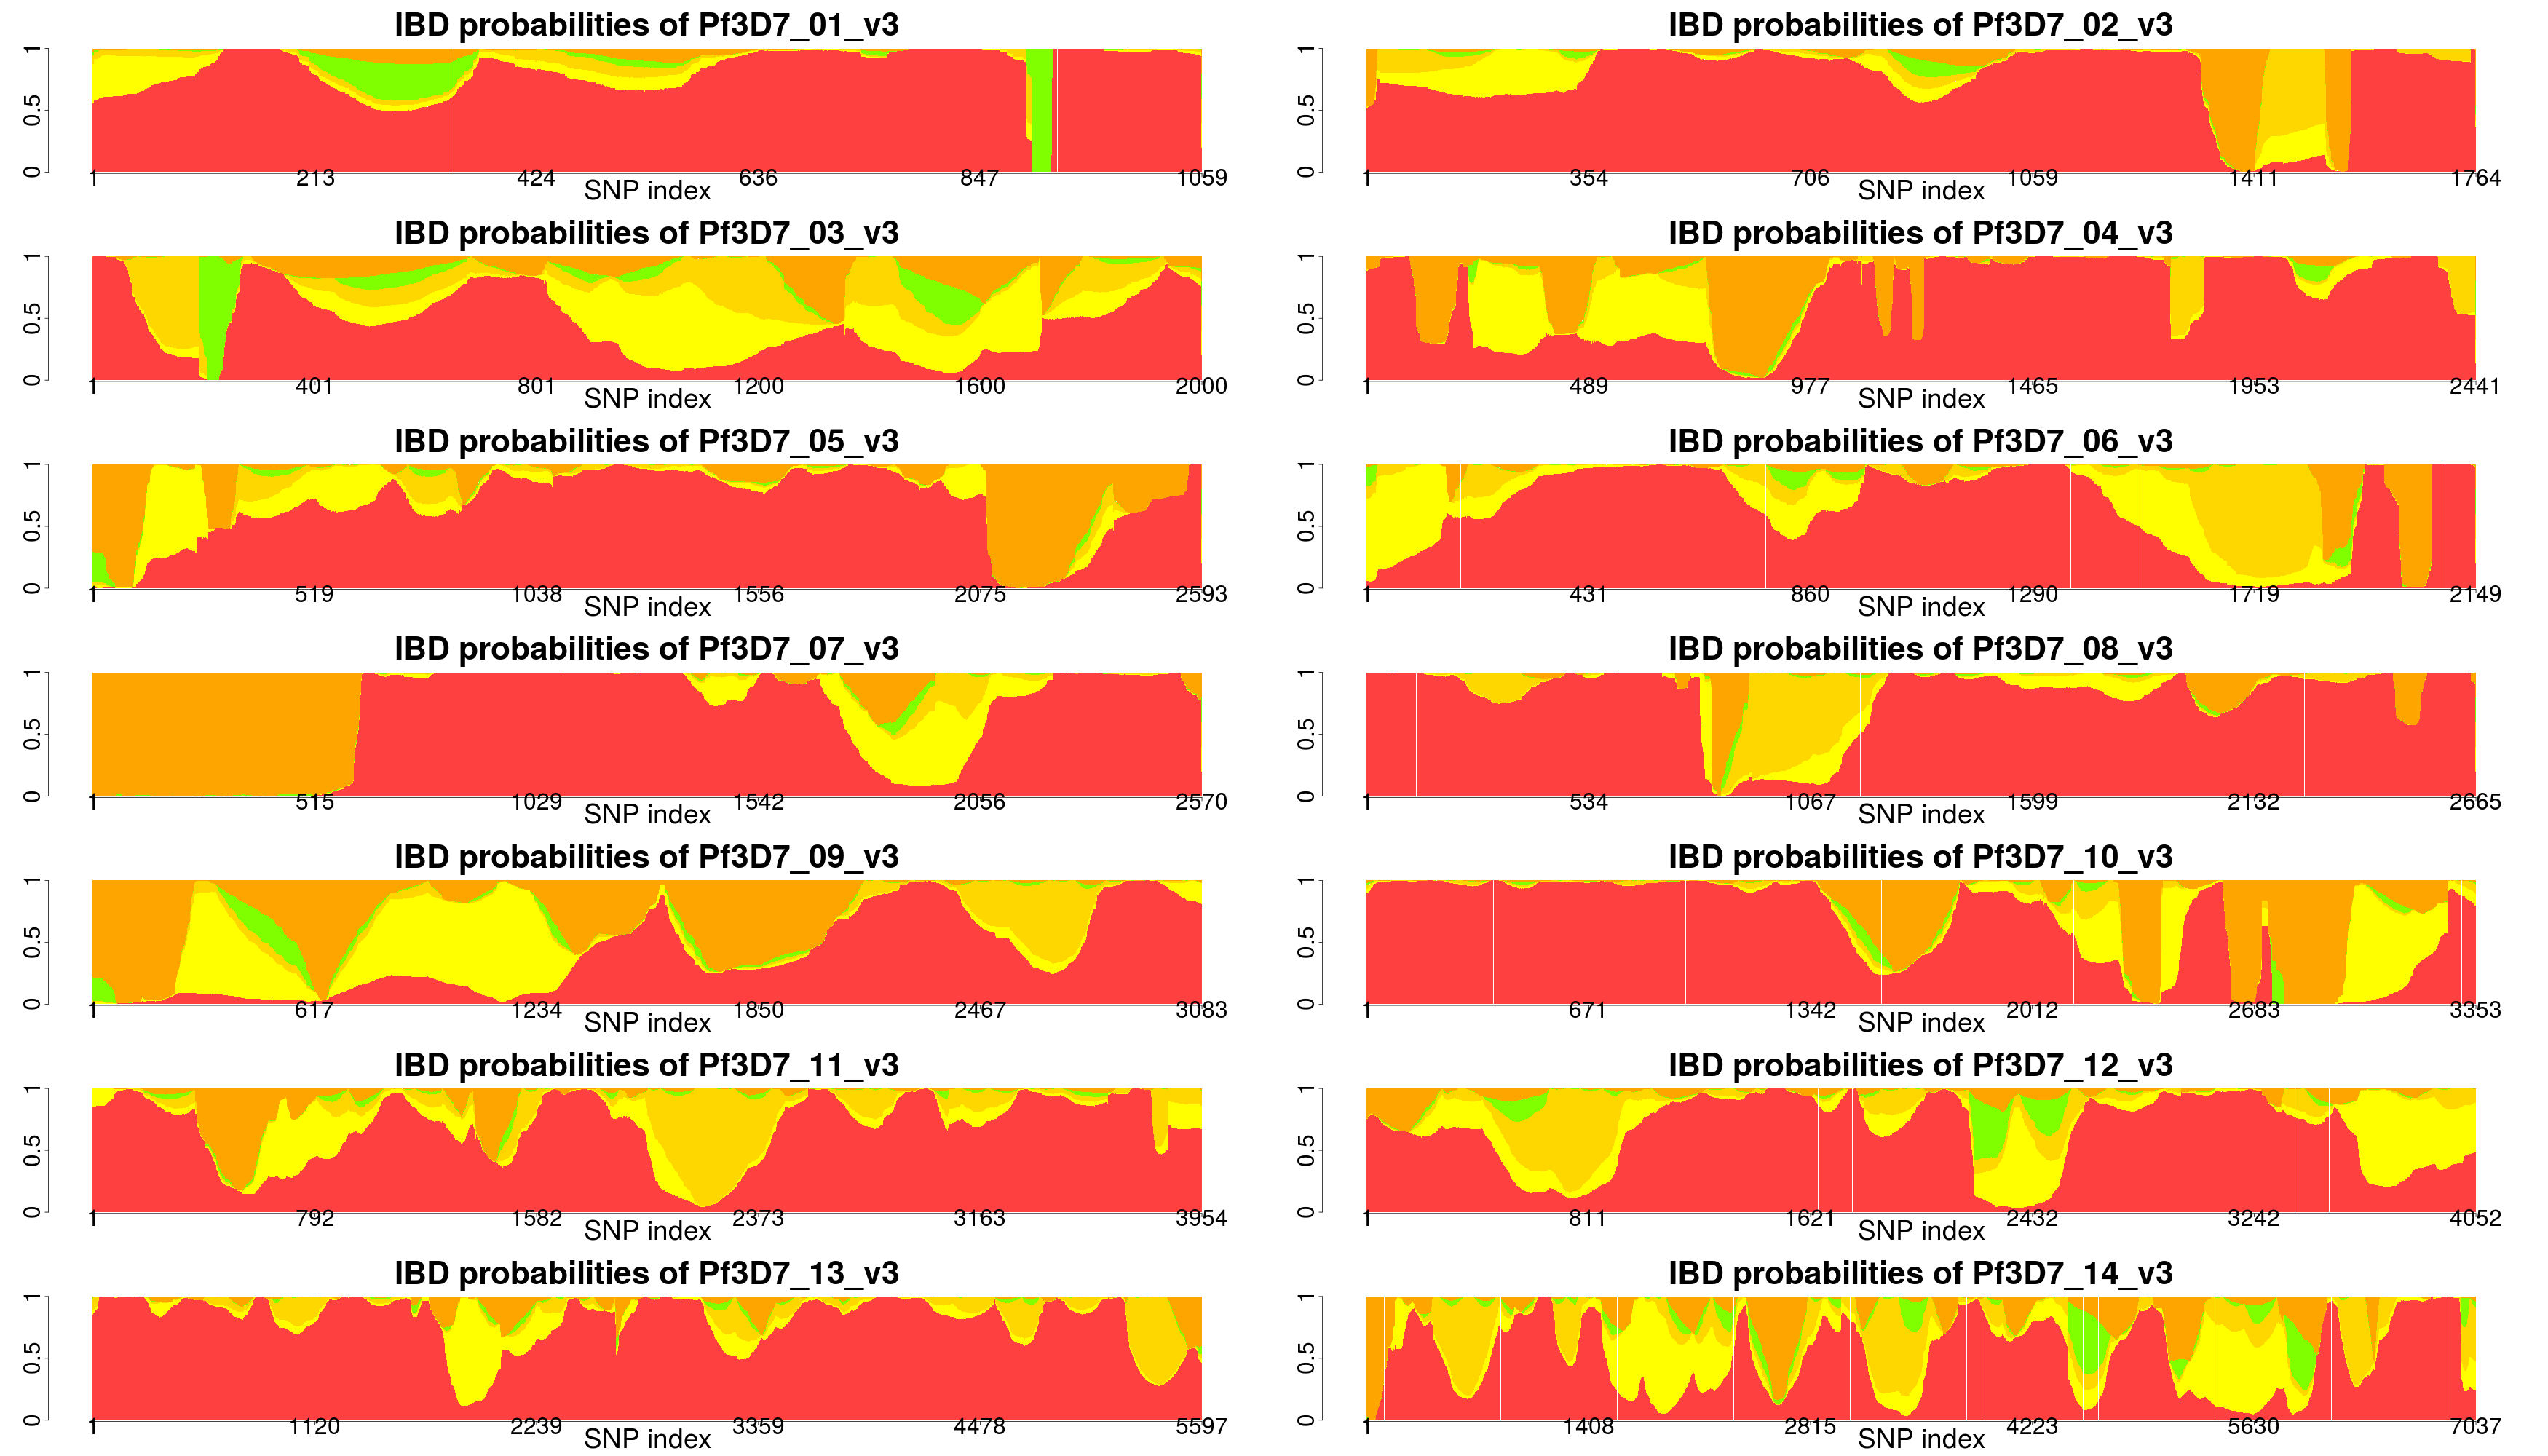 IBD probabilities of Pf3D7_01_v3
1
0.5
0
1 213 424 636 847 1059
SNP index
IBD probabilities of Pf3D7_02_v3
1
0.5
0
1 354 706 1059 1411 1764
SNP index
IBD probabilities of Pf3D7_03_v3
1
0.5
0
1 401 801 1200 1600 2000
SNP index
IBD probabilities of Pf3D7_04_v3
1
0.5
0
1 489 977 1465 1953 2441
SNP index
IBD probabilities of Pf3D7_05_v3
1
0.5
0
1 519 1038 1556 2075 2593
SNP index
IBD probabilities of Pf3D7_06_v3
1
0.5
0
1 431 860 1290 1719 2149
SNP index
IBD probabilities of Pf3D7_07_v3
1
0.5
0
1 515 1029 1542 2056 2570
SNP index
IBD probabilities of Pf3D7_08_v3
1
0.5
0
1 534 1067 1599 2132 2665
SNP index
IBD probabilities of Pf3D7_09_v3
1
0.5
0
1 617 1234 1850 2467 3083
SNP index
IBD probabilities of Pf3D7_10_v3
1
0.5
0
1 671 1342 2012 2683 3353
SNP index
IBD probabilities of Pf3D7_11_v3
1
0.5
0
1 792 1582 2373 3163 3954
SNP index
IBD probabilities of Pf3D7_12_v3
1
0.5
0
1 811 1621 2432 3242 4052
SNP index
IBD probabilities of Pf3D7_13_v3
1
0.5
0
1 1120 2239 3359 4478 5597
SNP index
IBD probabilities of Pf3D7_14_v3
1
0.5
0
1 1408 2815 4223 5630 7037
SNP index